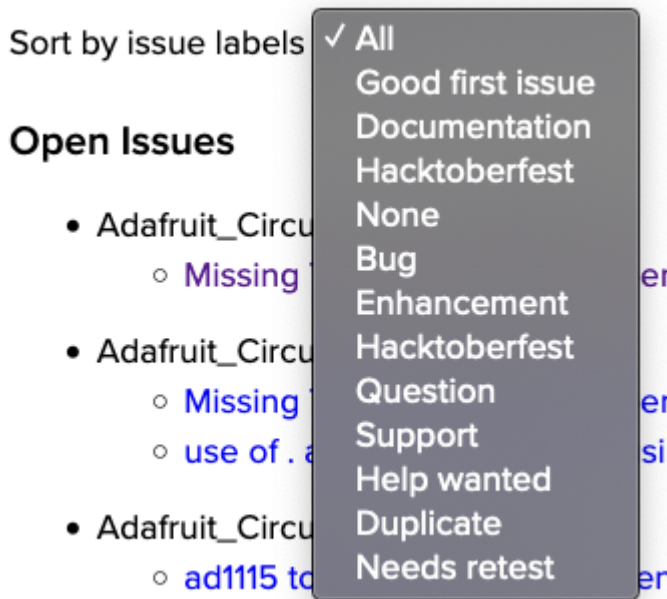 Sort by issue labels ✓ All
Good first issue
Documentation
Hacktoberfest
None
Bug
Enhancement
Hacktoberfest
Question
Support
Help wanted
Duplicate
Needs retest
Open Issues
• Adafruit_Circu
○ Missing
• Adafruit_Circu
○ Missing
○ use of .
• Adafruit_Circu
○ ad1115 to